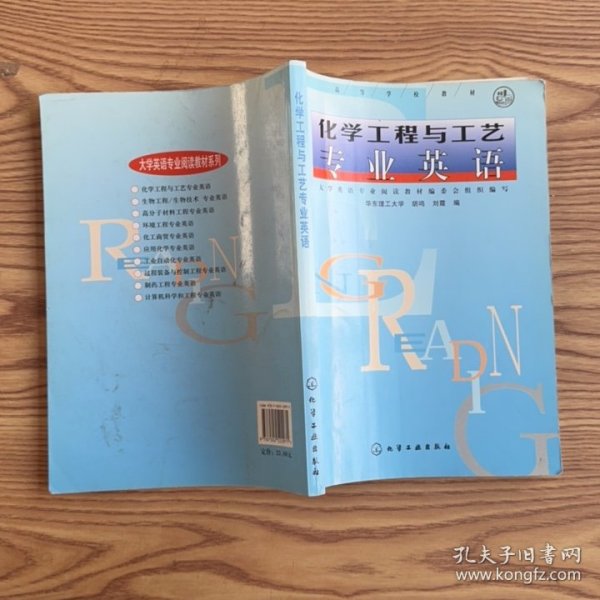 高等学校教材
化学工程与工艺
专业英语
大学英语专业阅读教材编委会组织编写
华东理工大学 胡鸣 刘霞 编
READING
化学工业出版社
化学工程与工艺专业英语
大学英语专业阅读教材系列
化学工程与工艺专业英语
生物工程/生物技术 专业英语
高分子材料工程专业英语
环境工程专业英语
化工商贸专业英语
应用化学专业英语
工业自动化专业英语
过程装备与控制工程专业英语
制药工程专业英语
计算机科学和工程专业英语
孔夫子旧书网
www.kongfz.com